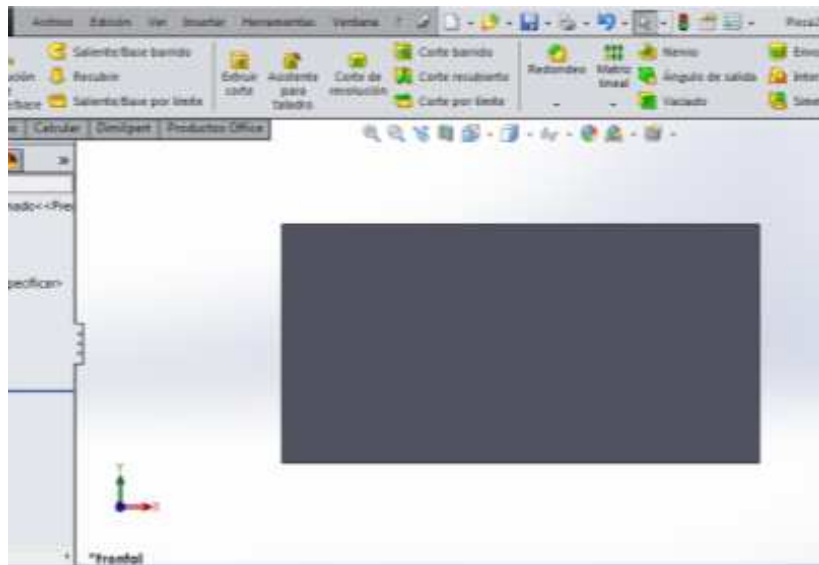 Archivo Edición Ver Insertar Herramientas Ventana ?
Pieza2
Saliente/Base barrido
Recubrir
Saliente/Base por límite
Extruir corte
Asistente para taladro
Corte de revolución
Corte barrido
Corte recubierto
Corte por límite
Redondeo
Matriz lineal
Nervio
Ángulo de salida
Vaciado
Calcular DimXpert Productos Office
»
Y
X
*Frontal